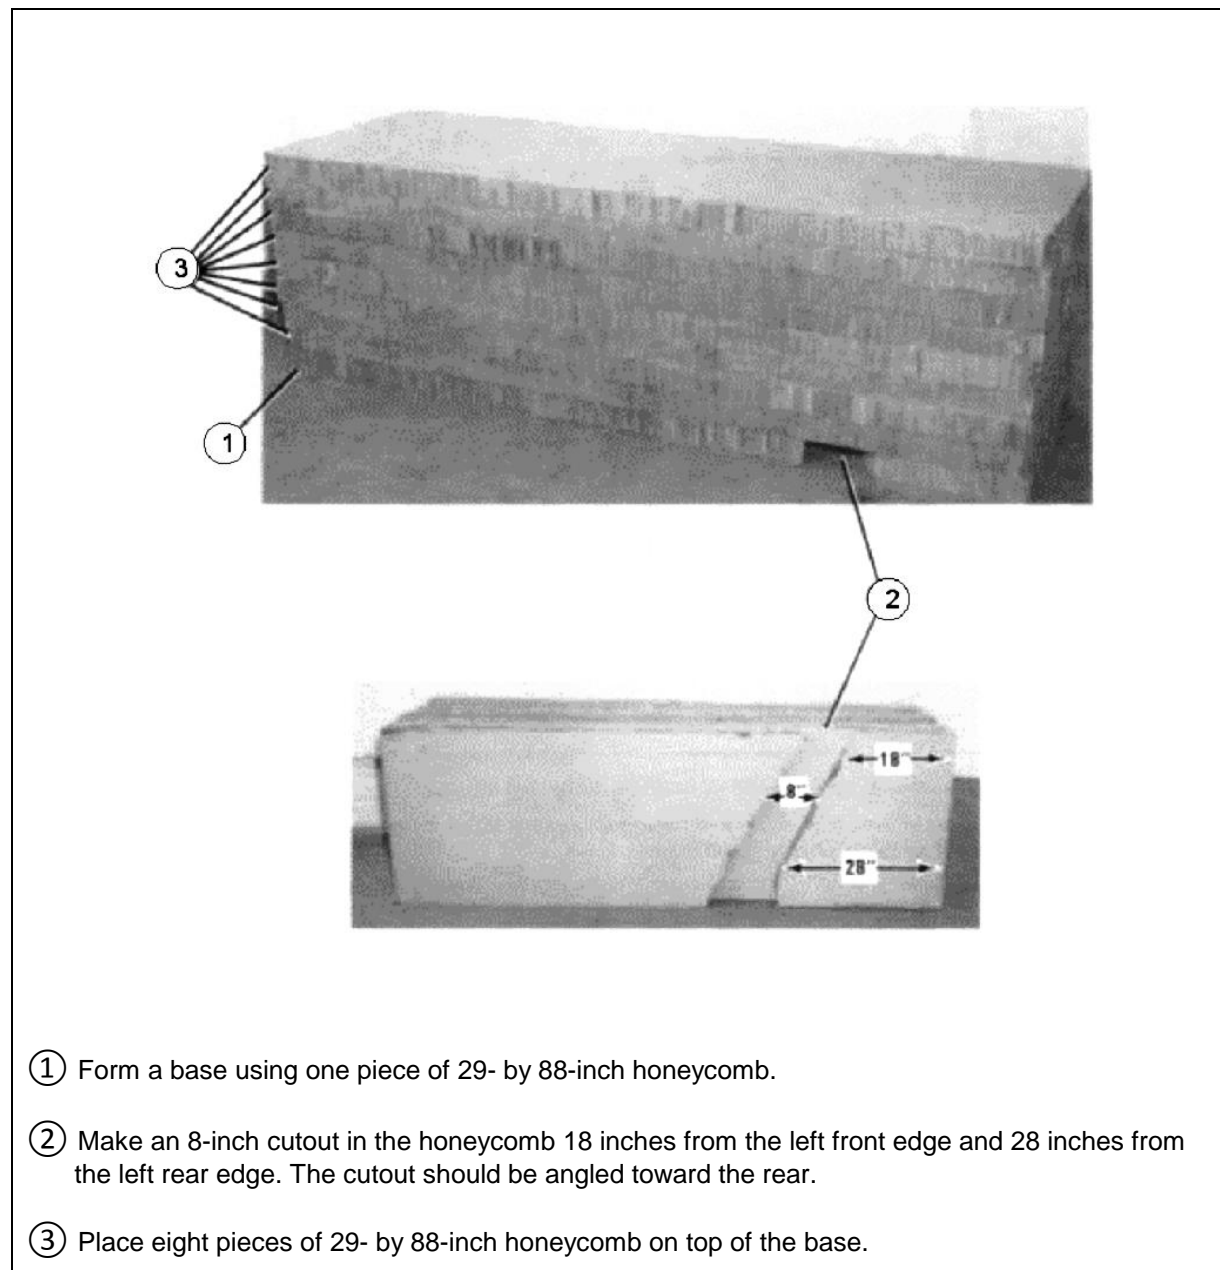 3
1
2
18"
8"
28"
① Form a base using one piece of 29- by 88-inch honeycomb.
② Make an 8-inch cutout in the honeycomb 18 inches from the left front edge and 28 inches from
the left rear edge. The cutout should be angled toward the rear.
③ Place eight pieces of 29- by 88-inch honeycomb on top of the base.